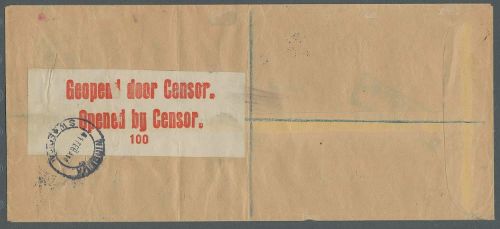 Geopend door Censor.
Opened by Censor.
100